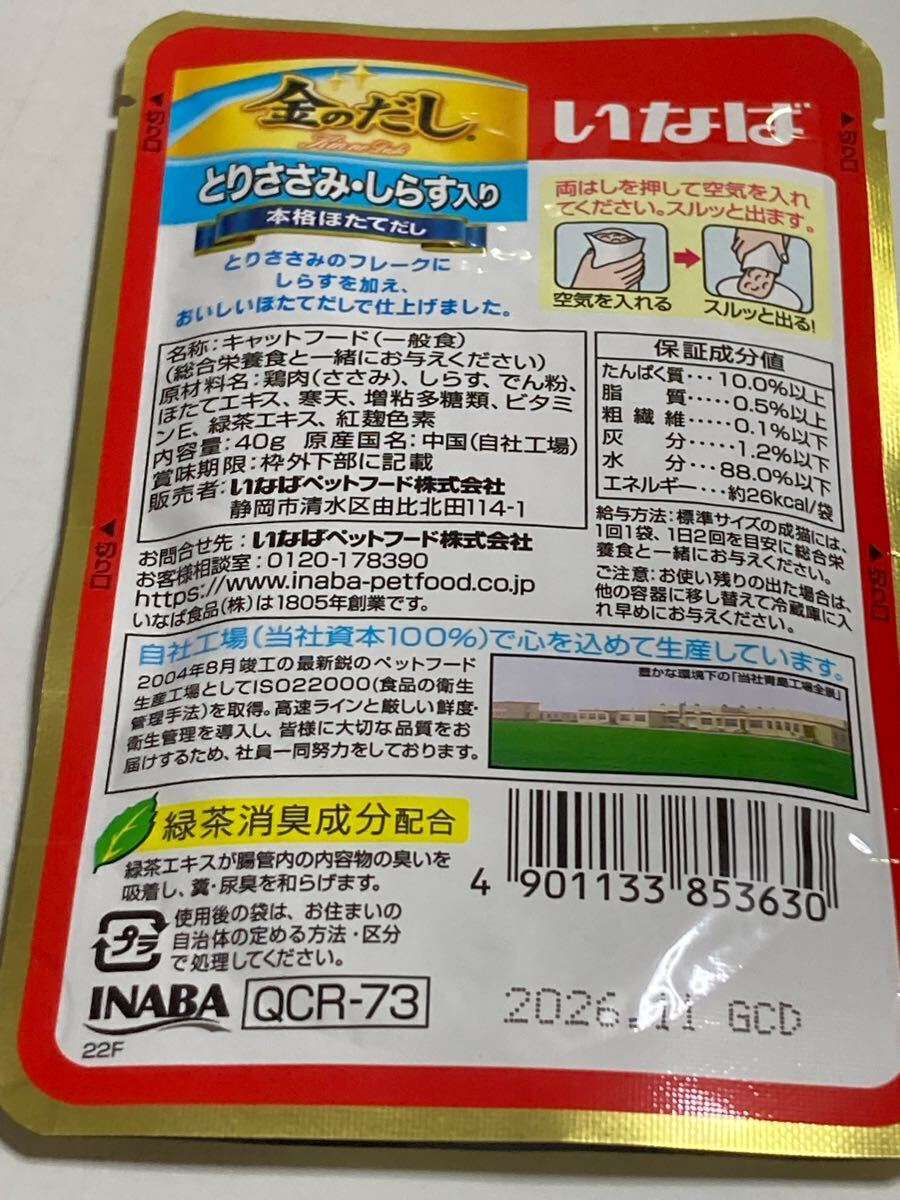 切り口
切り口
金のだし
いなば
とりささみ・しらす入り
本格ほたてだし
とりささみのフレークに
しらすを加え、
おいしいほたてだしで仕上げました。
両はしを押して空気を入れ
てください。スルッと出ます。
空気を入れる
スルッと出る!
名称:キャットフード(一般食)
(総合栄養食と一緒にお与えください)
原材料名:鶏肉(ささみ)、しらす、でん粉、
ほたてエキス、寒天、増粘多糖類、ビタミ
ンE、緑茶エキス、紅麹色素
内容量:40g 原産国名:中国(自社工場)
賞味期限:枠外下部に記載
販売者:いなばペットフード株式会社
静岡市清水区由比北田114-1
保証成分値
たんぱく質･･･10.0%以上
脂質･････0.5%以上
粗繊維･････0.1%以下
灰分･････1.2%以下
水分････88.0%以下
エネルギー･･･約26kcal/袋
給与方法:標準サイズの成猫には、
1回1袋、1日2回を目安に総合栄
養食と一緒にお与えください。
ご注意:お使い残りの出た場合は、
他の容器に移し替えて冷蔵庫に入
れ早めにお与えください。
切り口
切り口
お問合せ先:いなばペットフード株式会社
お客様相談室:0120-178390
https://www.inaba-petfood.co.jp
いなば食品(株)は1805年創業です。
自社工場(当社資本100%)で心を込めて生産しています。
2004年8月竣工の最新鋭のペットフード
生産工場としてISO22000(食品の衛生
管理手法)を取得。高速ラインと厳しい鮮度・
衛生管理を導入し、皆様に大切な品質をお
届けするため、社員一同努力をしております。
豊かな環境下の「当社青島工場全景」
緑茶消臭成分配合
緑茶エキスが腸管内の内容物の臭いを
吸着し、糞・尿臭を和らげます。
プラ
使用後の袋は、お住まいの
自治体の定める方法・区分
で処理してください。
4 901133 853630
INABA QCR-73
2026.11 GCD
22F